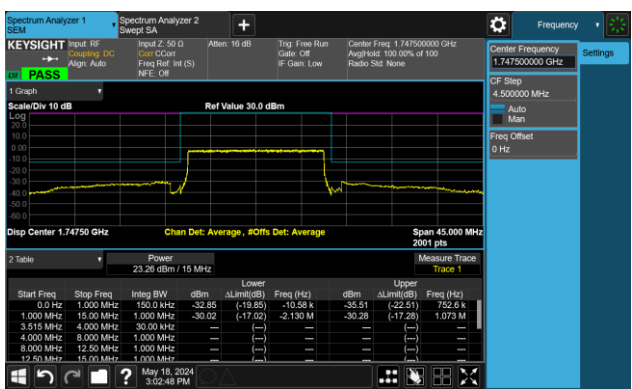 Spectrum Analyzer 1
SEM
Spectrum Analyzer 2
Swept SA
+
Frequency
KEYSIGHT
Input: RF
Coupling: DC
Align: Auto
Input Z: 50 Ω
Corr CCorr
Freq Ref: Int (S)
NFE: Off
Atten: 16 dB
Trig: Free Run
Gate: Off
IF Gain: Low
Center Freq: 1.747500000 GHz
Avg|Hold: 100.00% of 100
Radio Std: None
PASS
Center Frequency
1.747500000 GHz
Settings
CF Step
4.500000 MHz
Auto
Man
Freq Offset
0 Hz
1 Graph
Scale/Div 10 dB
Ref Value 30.0 dBm
Log
20.0
10.0
0.00
-10.0
-20.0
-30.0
-40.0
-50.0
-60.0
Disp Center 1.74750 GHz
Chan Det: Average, #Offs Det: Average
Span 45.000 MHz
2001 pts
2 Table
Power
23.26 dBm / 15 MHz
Measure Trace
Trace 1
Lower Upper
Start Freq Stop Freq Integ BW dBm ΔLimit(dB) Freq (Hz) dBm ΔLimit(dB) Freq (Hz)
0.0 Hz 1.000 MHz 150.0 kHz -32.85 (-19.85) -10.58 k -35.51 (-22.51) 752.6 k
1.000 MHz 15.00 MHz 1.000 MHz -30.02 (-17.02) -2.130 M -30.28 (-17.28) 1.073 M
3.515 MHz 4.000 MHz 30.00 kHz --- (---) --- --- (---) ---
4.000 MHz 8.000 MHz 1.000 MHz --- (---) --- --- (---) ---
8.000 MHz 12.50 MHz 1.000 MHz --- (---) --- --- (---) ---
12.50 MHz 15.00 MHz 1.000 MHz --- (---) --- --- (---) ---
?
May 18, 2024
3:02:48 PM